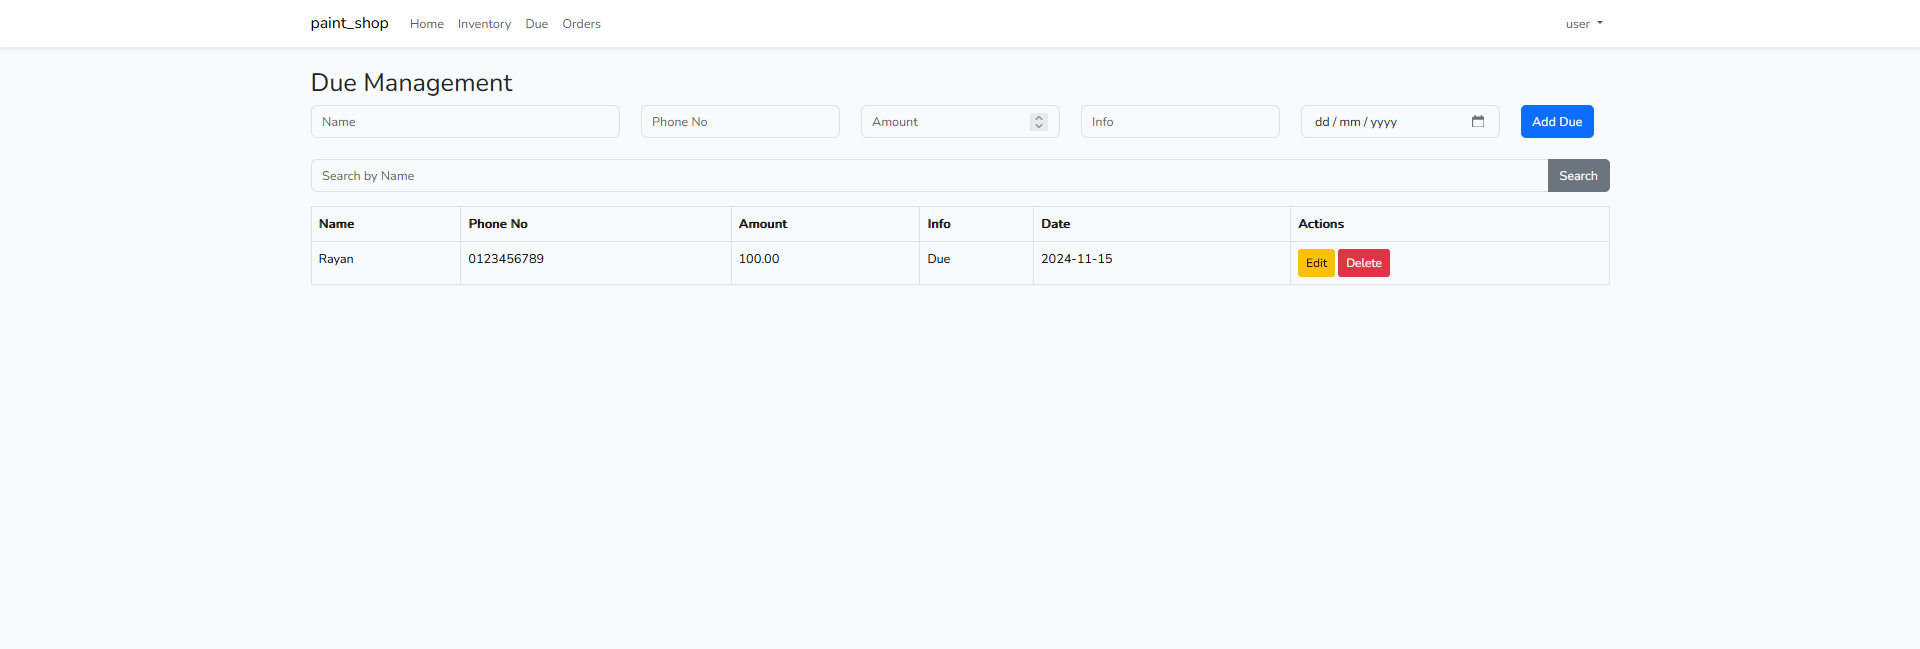 paint_shop Home Inventory Due Orders user
Due Management
Name Phone No Amount Info dd/mm/yyyy Add Due
Search by Name Search
Name Phone No Amount Info Date Actions
Rayan 0123456789 100.00 Due 2024-11-15 Edit Delete